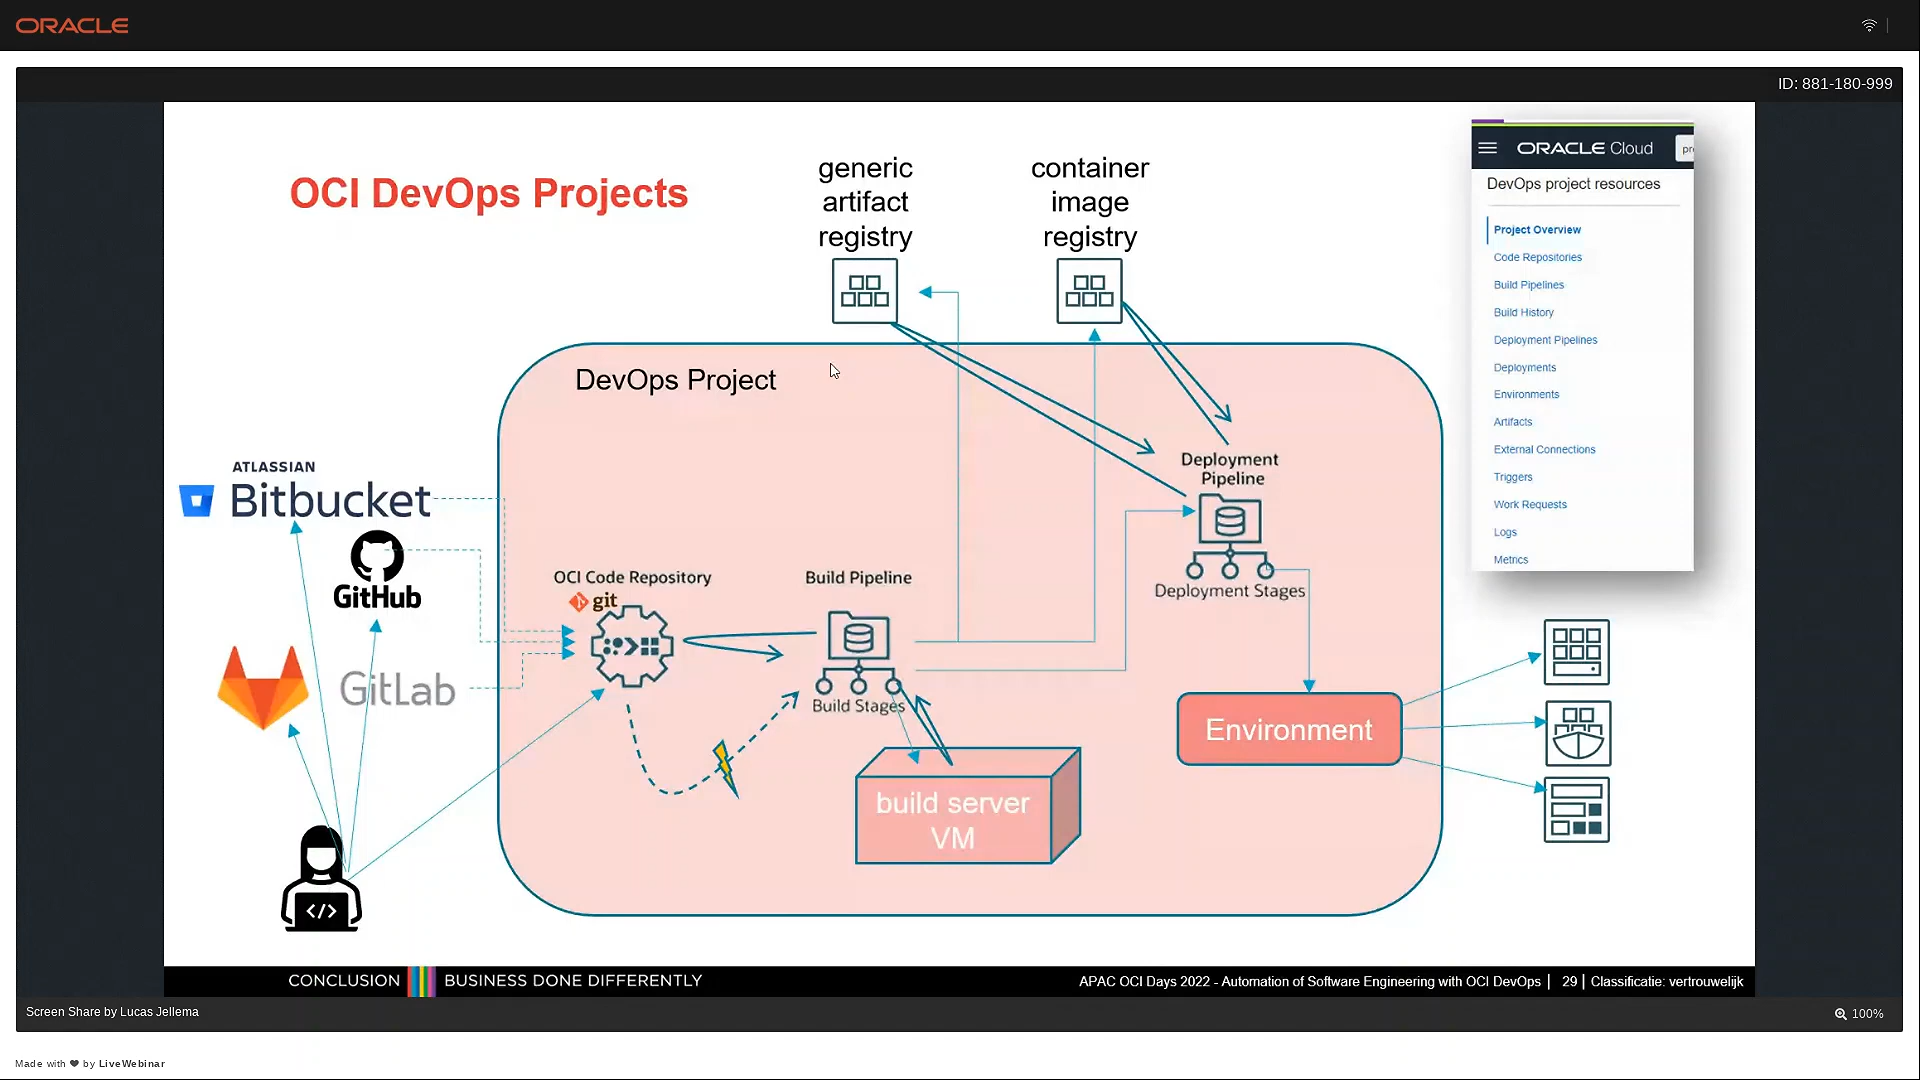 ORACLE
ID: 881-180-999
OCI DevOps Projects
generic
artifact
registry
container
image
registry
ORACLE Cloud
pr
DevOps project resources
Project Overview
Code Repositories
Build Pipelines
Build History
Deployment Pipelines
Deployments
Environments
Artifacts
External Connections
Triggers
Work Requests
Logs
Metrics
DevOps Project
ATLASSIAN
Bitbucket
GitHub
GitLab
OCI Code Repository
git
Build Pipeline
Build Stages
Deployment
Pipeline
Deployment Stages
Environment
build server
VM
</>
CONCLUSION BUSINESS DONE DIFFERENTLY
APAC OCI Days 2022 - Automation of Software Engineering with OCI DevOps | 29 | Classificatie: vertrouwelijk
Screen Share by Lucas Jellema
100%
Made with ❤ by LiveWebinar